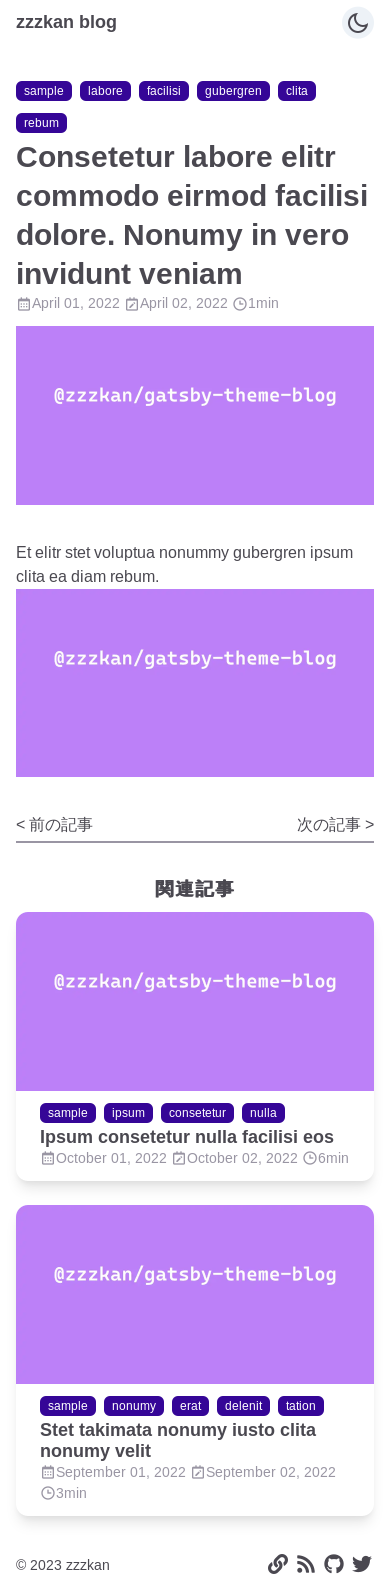 zzzkan blog
sample labore facilisi gubergren clita
rebum
Consetetur labore elitr
commodo eirmod facilisi
dolore. Nonumy in vero
invidunt veniam
April 01, 2022 April 02, 2022 1min
@zzzkan/gatsby-theme-blog
Et elitr stet voluptua nonummy gubergren ipsum
clita ea diam rebum.
@zzzkan/gatsby-theme-blog
< 前の記事 次の記事 >
関連記事
@zzzkan/gatsby-theme-blog
sample ipsum consetetur nulla
Ipsum consetetur nulla facilisi eos
October 01, 2022 October 02, 2022 6min
@zzzkan/gatsby-theme-blog
sample nonumy erat delenit tation
Stet takimata nonumy iusto clita
nonumy velit
September 01, 2022 September 02, 2022
3min
© 2023 zzzkan